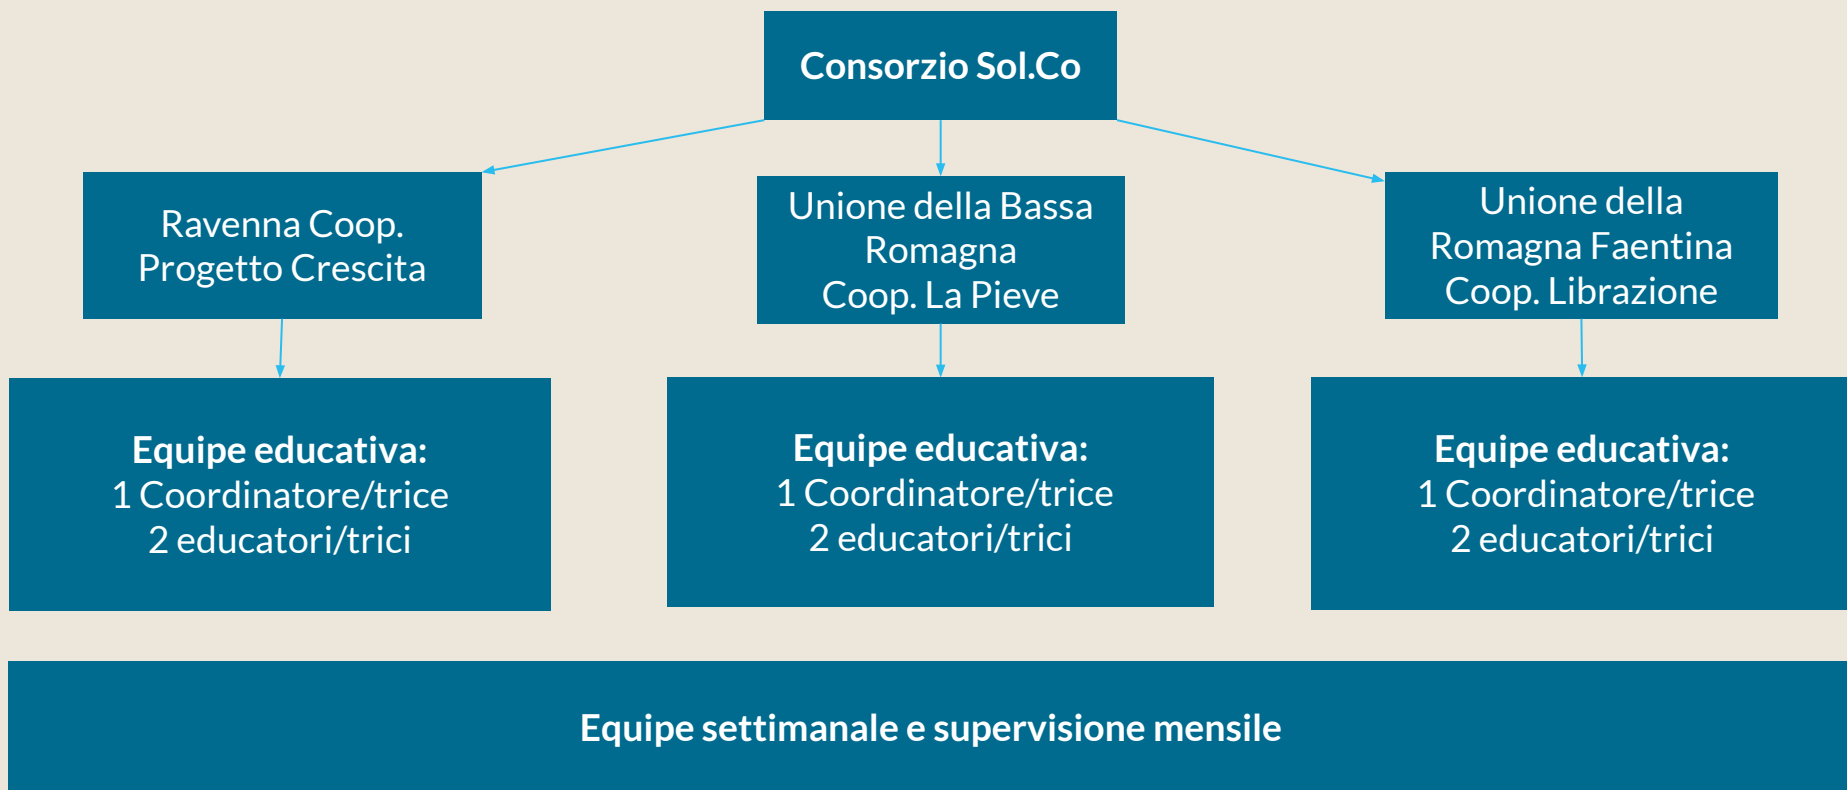 Consorzio Sol.Co
Ravenna Coop.
Progetto Crescita
Unione della Bassa
Romagna
Coop. La Pieve
Unione della
Romagna Faentina
Coop. Librazione
Equipe educativa:
1 Coordinatore/trice
2 educatori/trici
Equipe educativa:
1 Coordinatore/trice
2 educatori/trici
Equipe educativa:
1 Coordinatore/trice
2 educatori/trici
Equipe settimanale e supervisione mensile